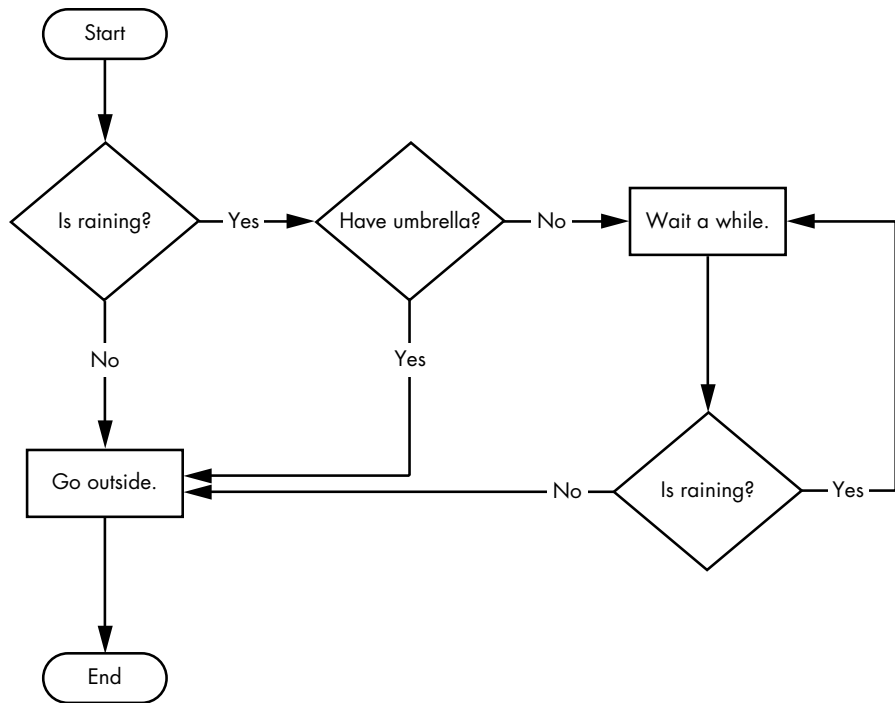 Start
Is raining?
Yes
Have umbrella?
No
Wait a while.
No
Yes
Go outside.
No
Is raining?
Yes
End